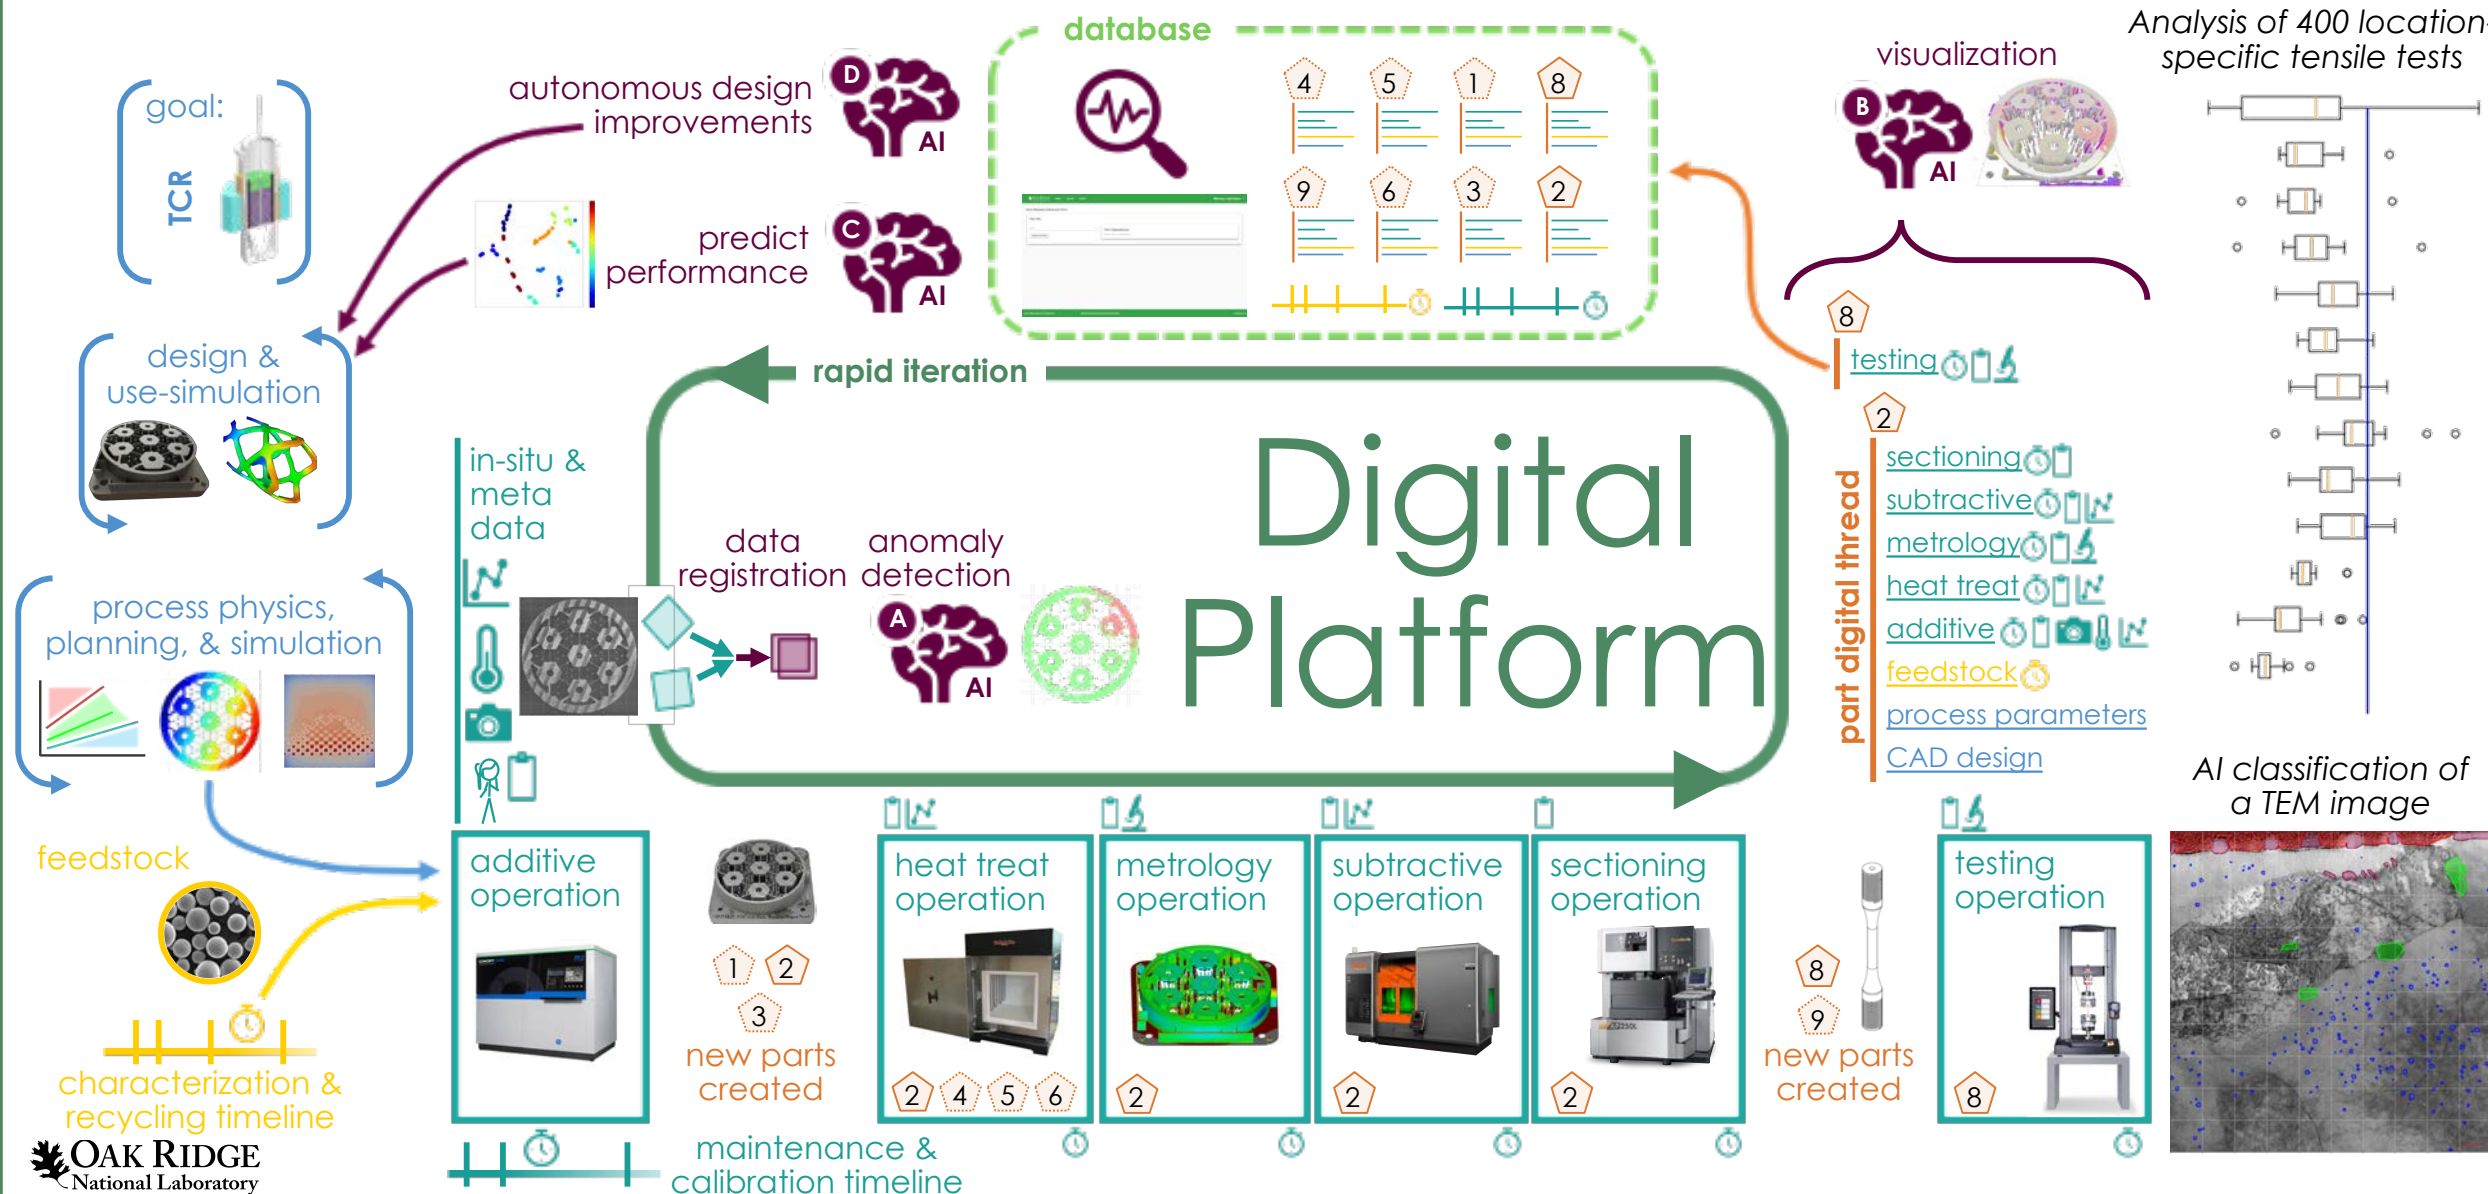 database
Analysis of 400 location-
specific tensile tests
visualization
B
AI
goal:
TCR
autonomous design
improvements
D
AI
4
5
1
8
9
6
3
2
predict
performance
C
AI
8
testing
design &
use-simulation
rapid iteration
2
part digital thread
sectioning
subtractive
metrology
heat treat
additive
feedstock
process parameters
CAD design
in-situ &
meta
data
data
registration
anomaly
detection
A
AI
Digital
Platform
process physics,
planning, & simulation
AI classification of
a TEM image
feedstock
additive
operation
heat treat
operation
metrology
operation
subtractive
operation
sectioning
operation
testing
operation
1
2
3
new parts
created
2
4
5
6
2
2
2
8
9
new parts
created
8
characterization &
recycling timeline
maintenance &
calibration timeline
OAK RIDGE
National Laboratory